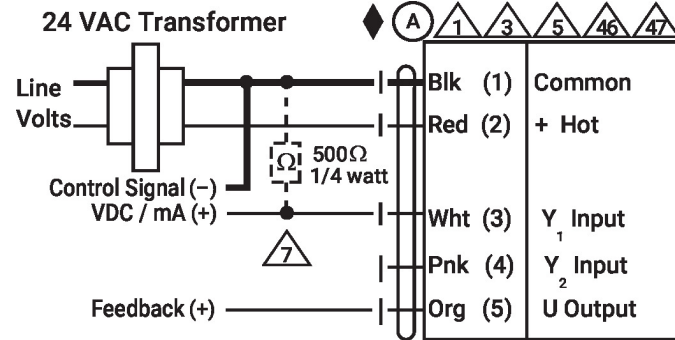 24 VAC Transformer
A 1 3 5 46 47
Line
Volts
Blk (1) Common
Red (2) + Hot
Ω 500Ω
1/4 watt
Control Signal (−)
VDC / mA (+)
Wht (3) Y1 Input
7
Pnk (4) Y2 Input
Feedback (+)
Org (5) U Output